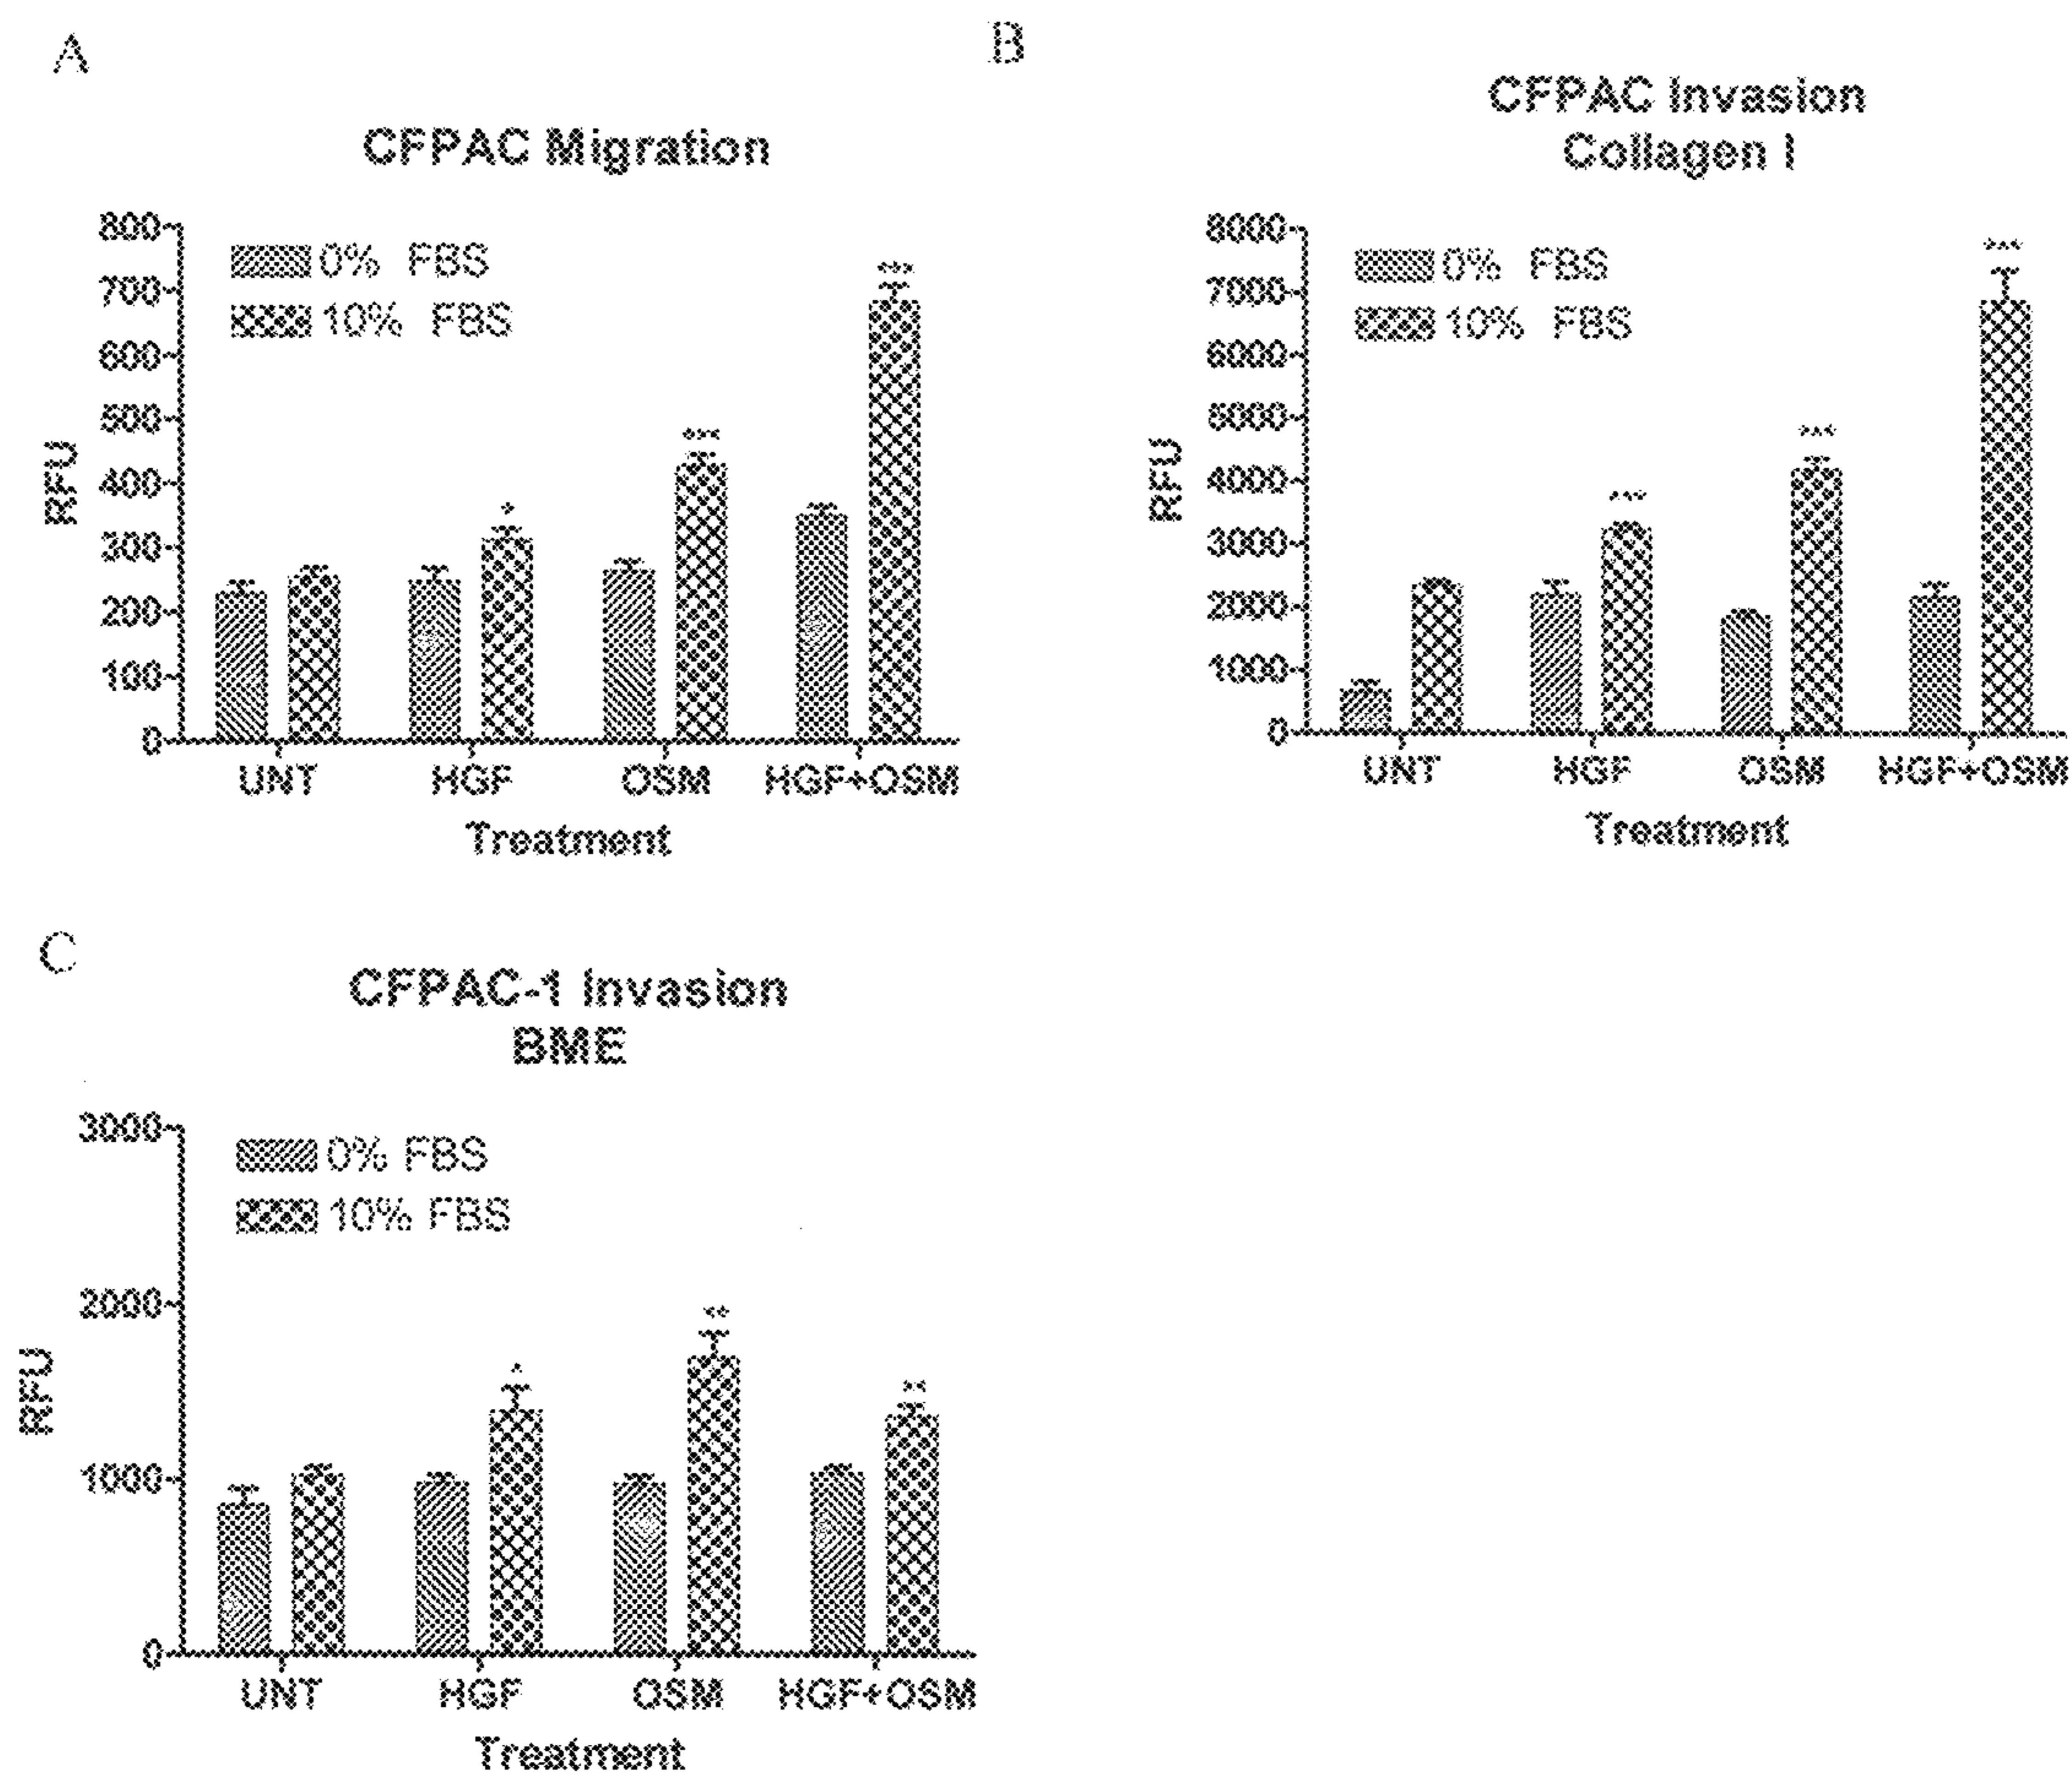 A
CFPAC Migration
800
700
600
500
400
300
200
100
0
RFU
0% FBS
10% FBS
*
***
***
UNT
HGF
OSM
HGF+OSM
Treatment
B
CFPAC Invasion
Collagen I
8000
7000
6000
5000
4000
3000
2000
1000
0
RFU
0% FBS
10% FBS
***
***
***
UNT
HGF
OSM
HGF+OSM
Treatment
C
CFPAC-1 Invasion
BME
3000
2000
1000
0
RFU
0% FBS
10% FBS
*
**
**
UNT
HGF
OSM
HGF+OSM
Treatment